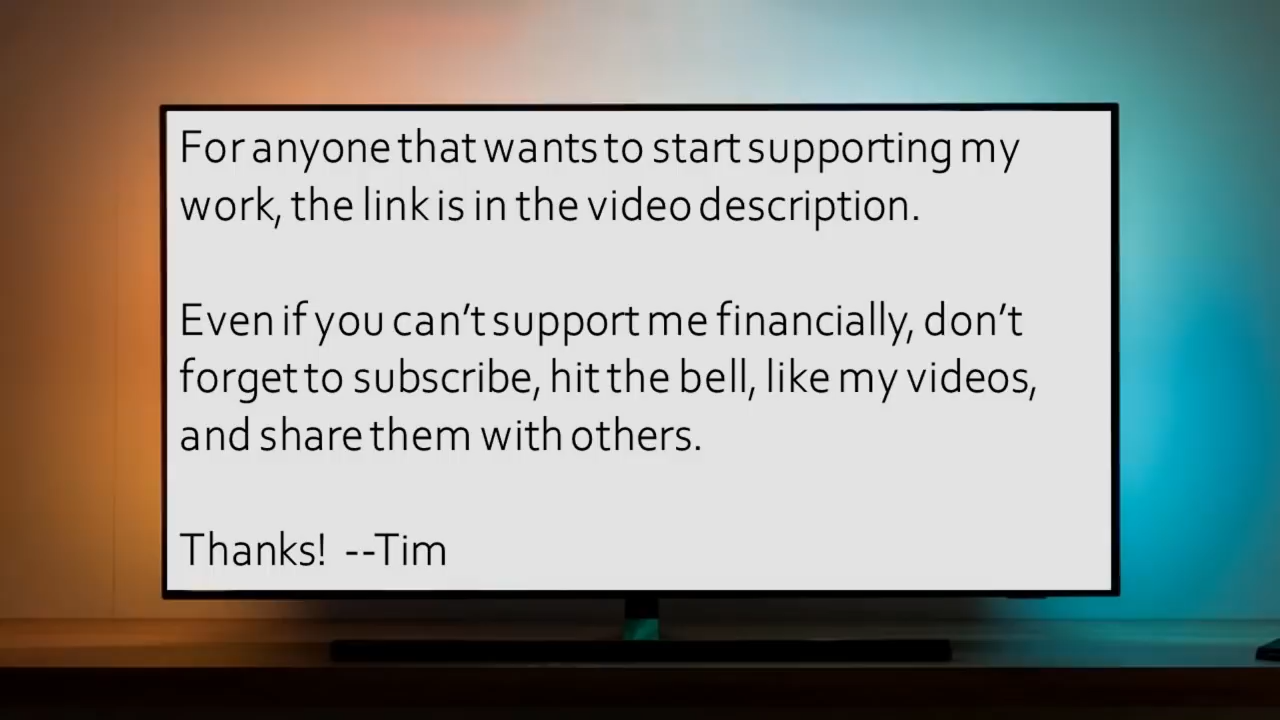 For anyone that wants to start supporting my
work, the link is in the video description.
Even if you can't support me financially, don't
forget to subscribe, hit the bell, like my videos,
and share them with others.
Thanks! --Tim